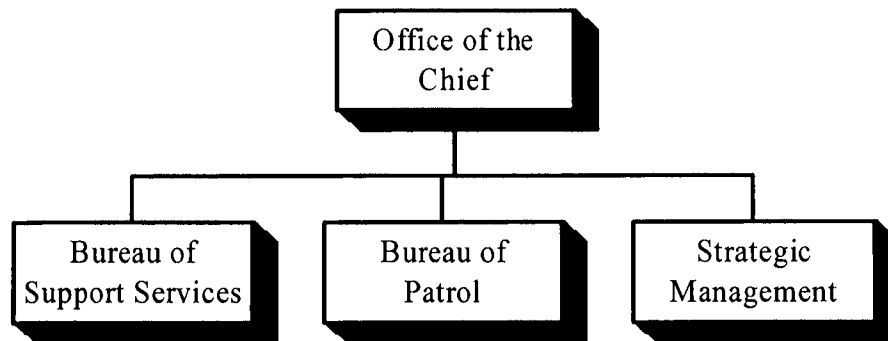 Office of the
Chief
Bureau of
Support Services
Bureau of
Patrol
Strategic
Management